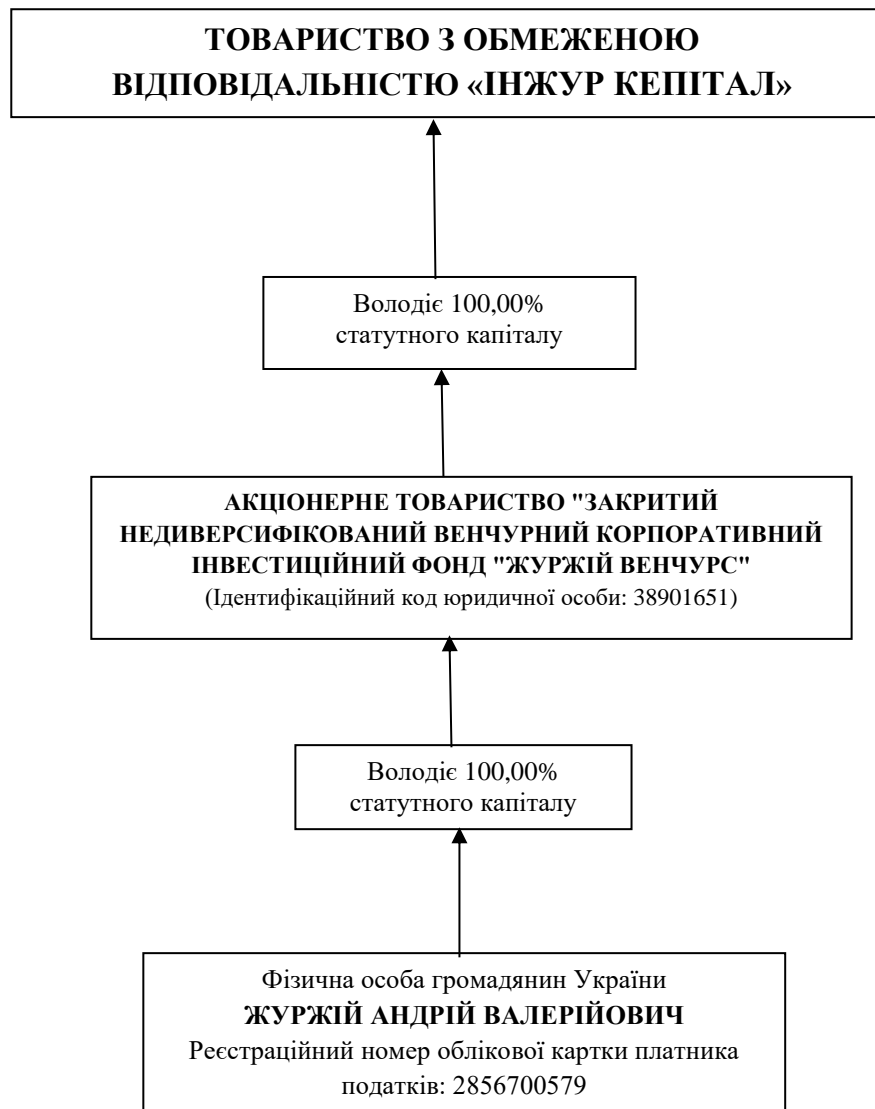 ТОВАРИСТВО З ОБМЕЖЕНОЮ
ВІДПОВІДАЛЬНІСТЮ «ІНЖУР КЕПІТАЛ»
Володіє 100,00%
статутного капіталу
АКЦІОНЕРНЕ ТОВАРИСТВО "ЗАКРИТИЙ
НЕДИВЕРСИФІКОВАНИЙ ВЕНЧУРНИЙ КОРПОРАТИВНИЙ
ІНВЕСТИЦІЙНИЙ ФОНД "ЖУРЖІЙ ВЕНЧУРС"
(Ідентифікаційний код юридичної особи: 38901651)
Володіє 100,00%
статутного капіталу
Фізична особа громадянин України
ЖУРЖІЙ АНДРІЙ ВАЛЕРІЙОВИЧ
Реєстраційний номер облікової картки платника
податків: 2856700579